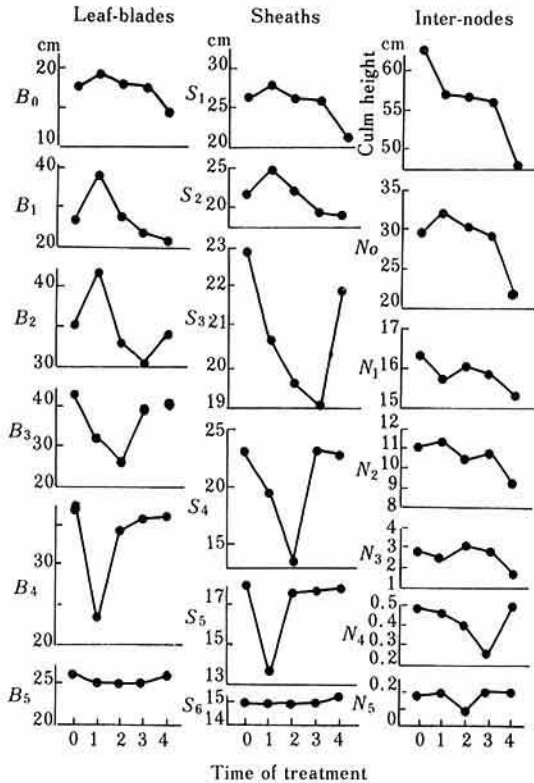 Leaf-blades
Sheaths
Inter-nodes
cm
20
B0
10
40
B1
20
40
B2
30
40
B3
30
20
B4
30
20
B5
25
20
0 1 2 3 4
cm
30
S1
25
20
25
S2
20
23
22
S3
21
20
19
23
S4
20
15
17
S5
15
13
S6
15
14
0 1 2 3 4
cm
Culm height
60
50
35
No
30
25
20
17
N1
16
15
11
N2
10
9
8
4
N3
3
2
1
0.5
N4
0.4
0.3
0.2
N5
0.2
0
0 1 2 3 4
Time of treatment